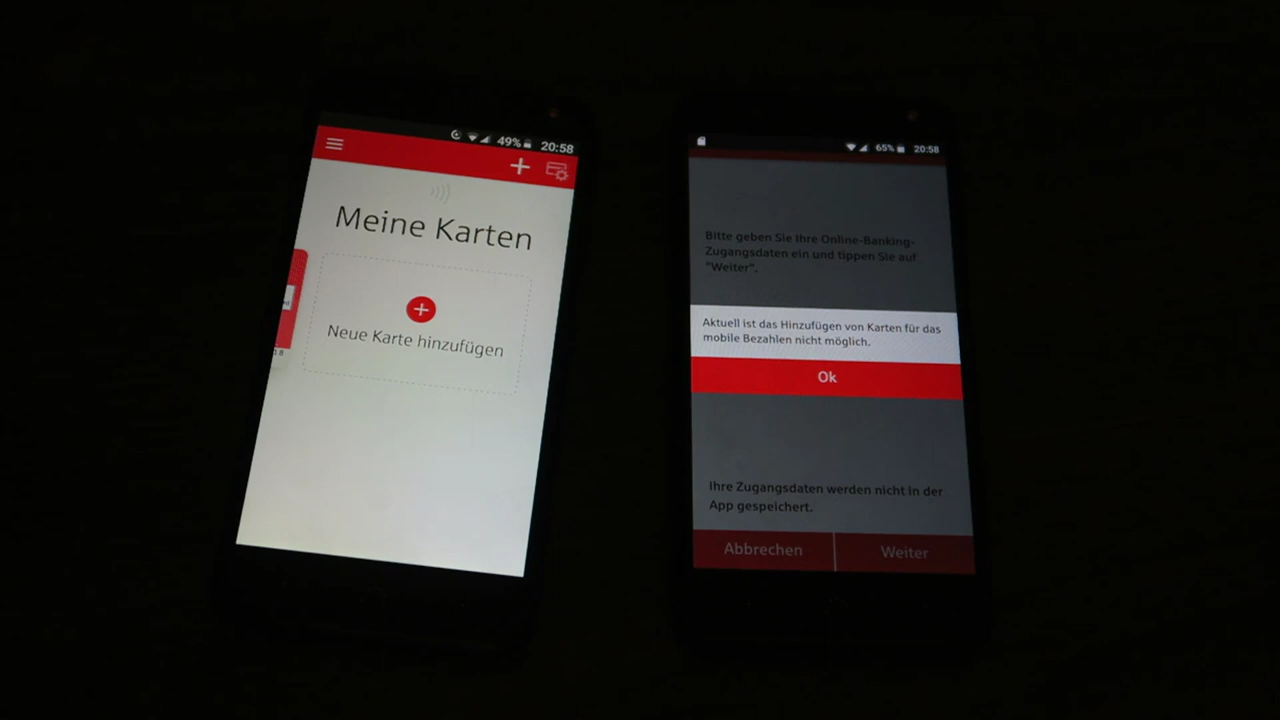 49% 20:58
Meine Karten
Neue Karte hinzufügen
18
65% 20:58
Bitte geben Sie Ihre Online-Banking-
Zugangsdaten ein und tippen Sie auf
"Weiter".
Aktuell ist das Hinzufügen von Karten für das
mobile Bezahlen nicht möglich.
Ok
Ihre Zugangsdaten werden nicht in der
App gespeichert.
Abbrechen Weiter